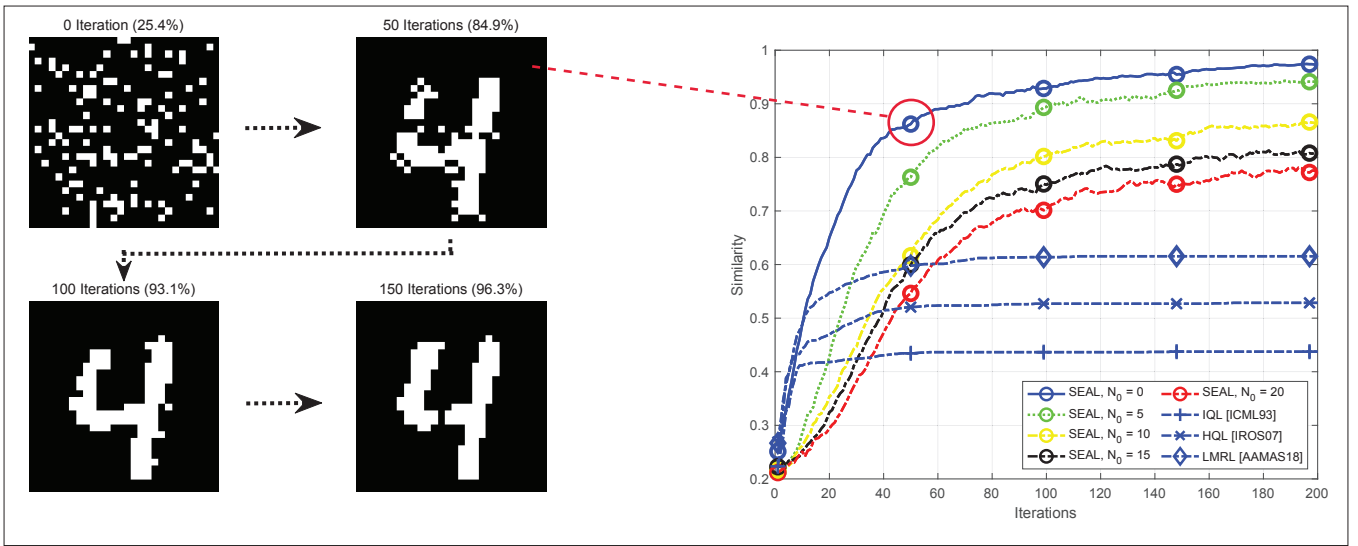 0 Iteration (25.4%)
50 Iterations (84.9%)
100 Iterations (93.1%)
150 Iterations (96.3%)
1
0.9
0.8
0.7
0.6
0.5
0.4
0.3
0.2
Similarity
0 20 40 60 80 100 120 140 160 180 200
Iterations
SEAL, N₀ = 0
SEAL, N₀ = 5
SEAL, N₀ = 10
SEAL, N₀ = 15
SEAL, N₀ = 20
IQL [ICML93]
HQL [IROS07]
LMRL [AAMAS18]